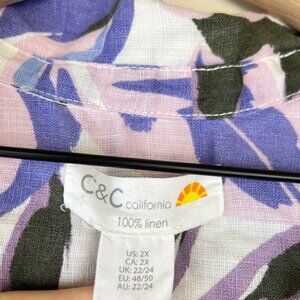 C&C california
100% linen
US: 2X
CA: 2X
UK: 22/24
EU: 48/50
AU: 22/24